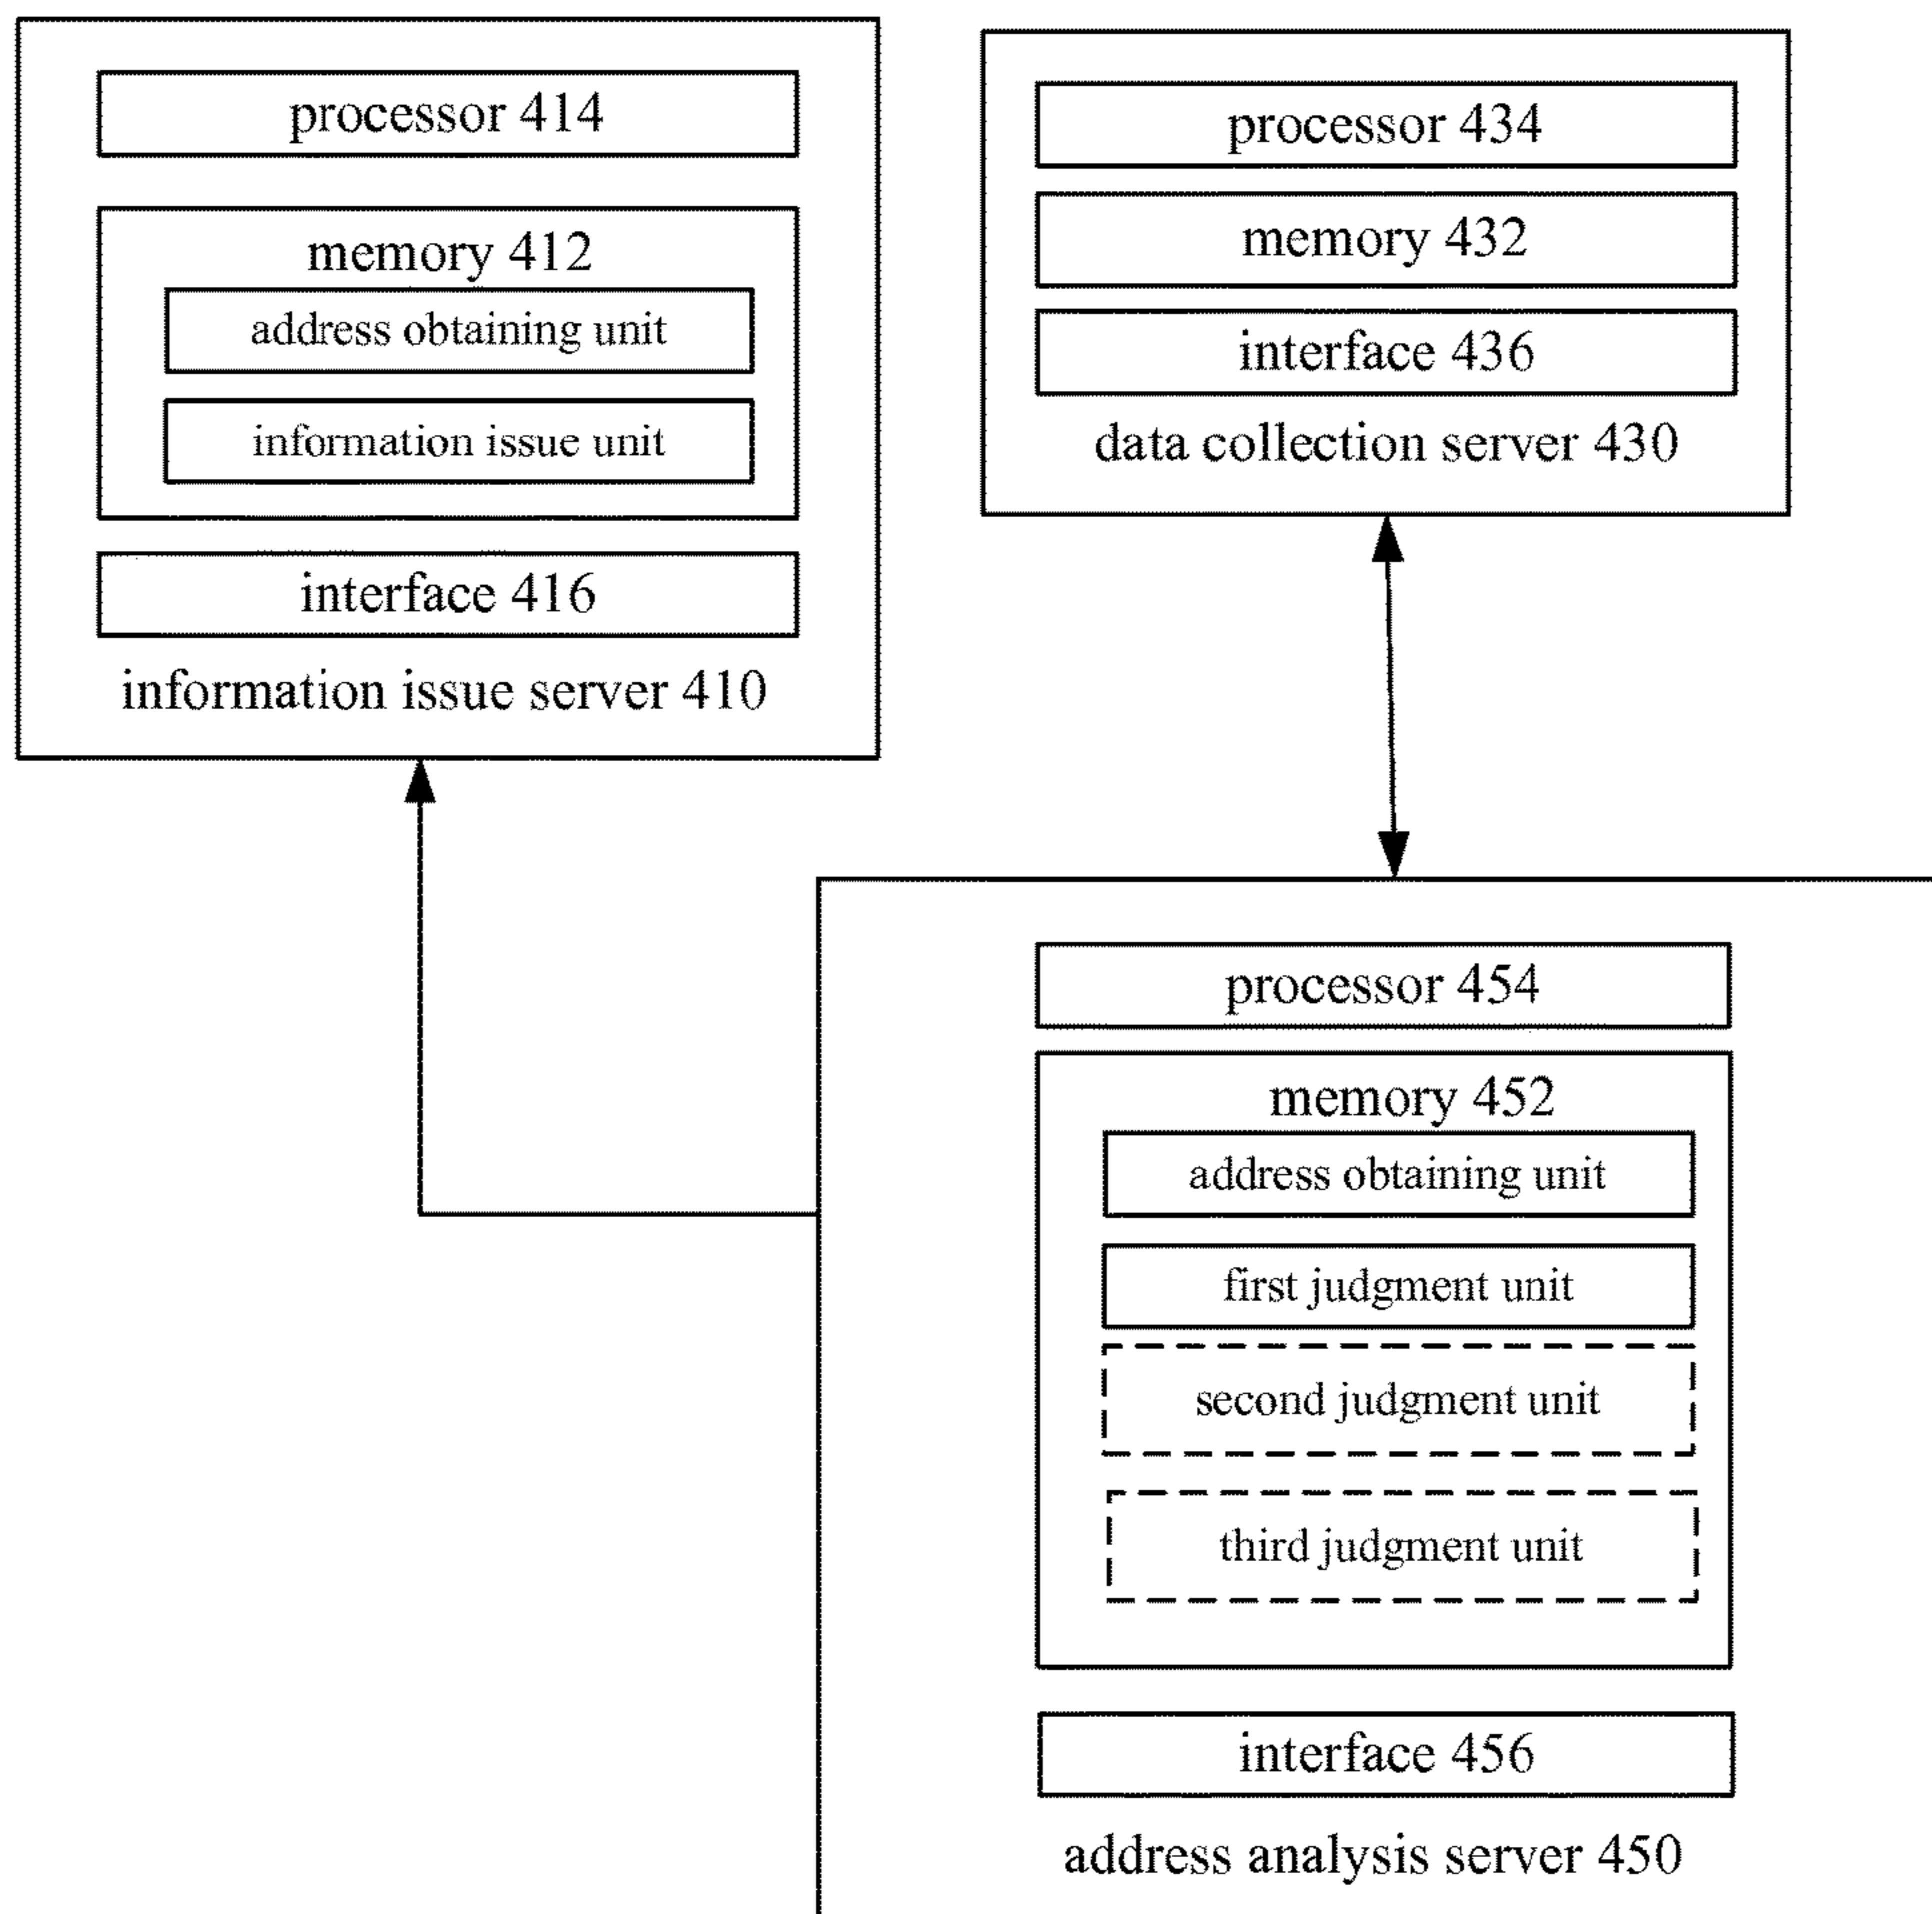 processor 414
memory 412
address obtaining unit
information issue unit
interface 416
information issue server 410
processor 434
memory 432
interface 436
data collection server 430
processor 454
memory 452
address obtaining unit
first judgment unit
second judgment unit
third judgment unit
interface 456
address analysis server 450